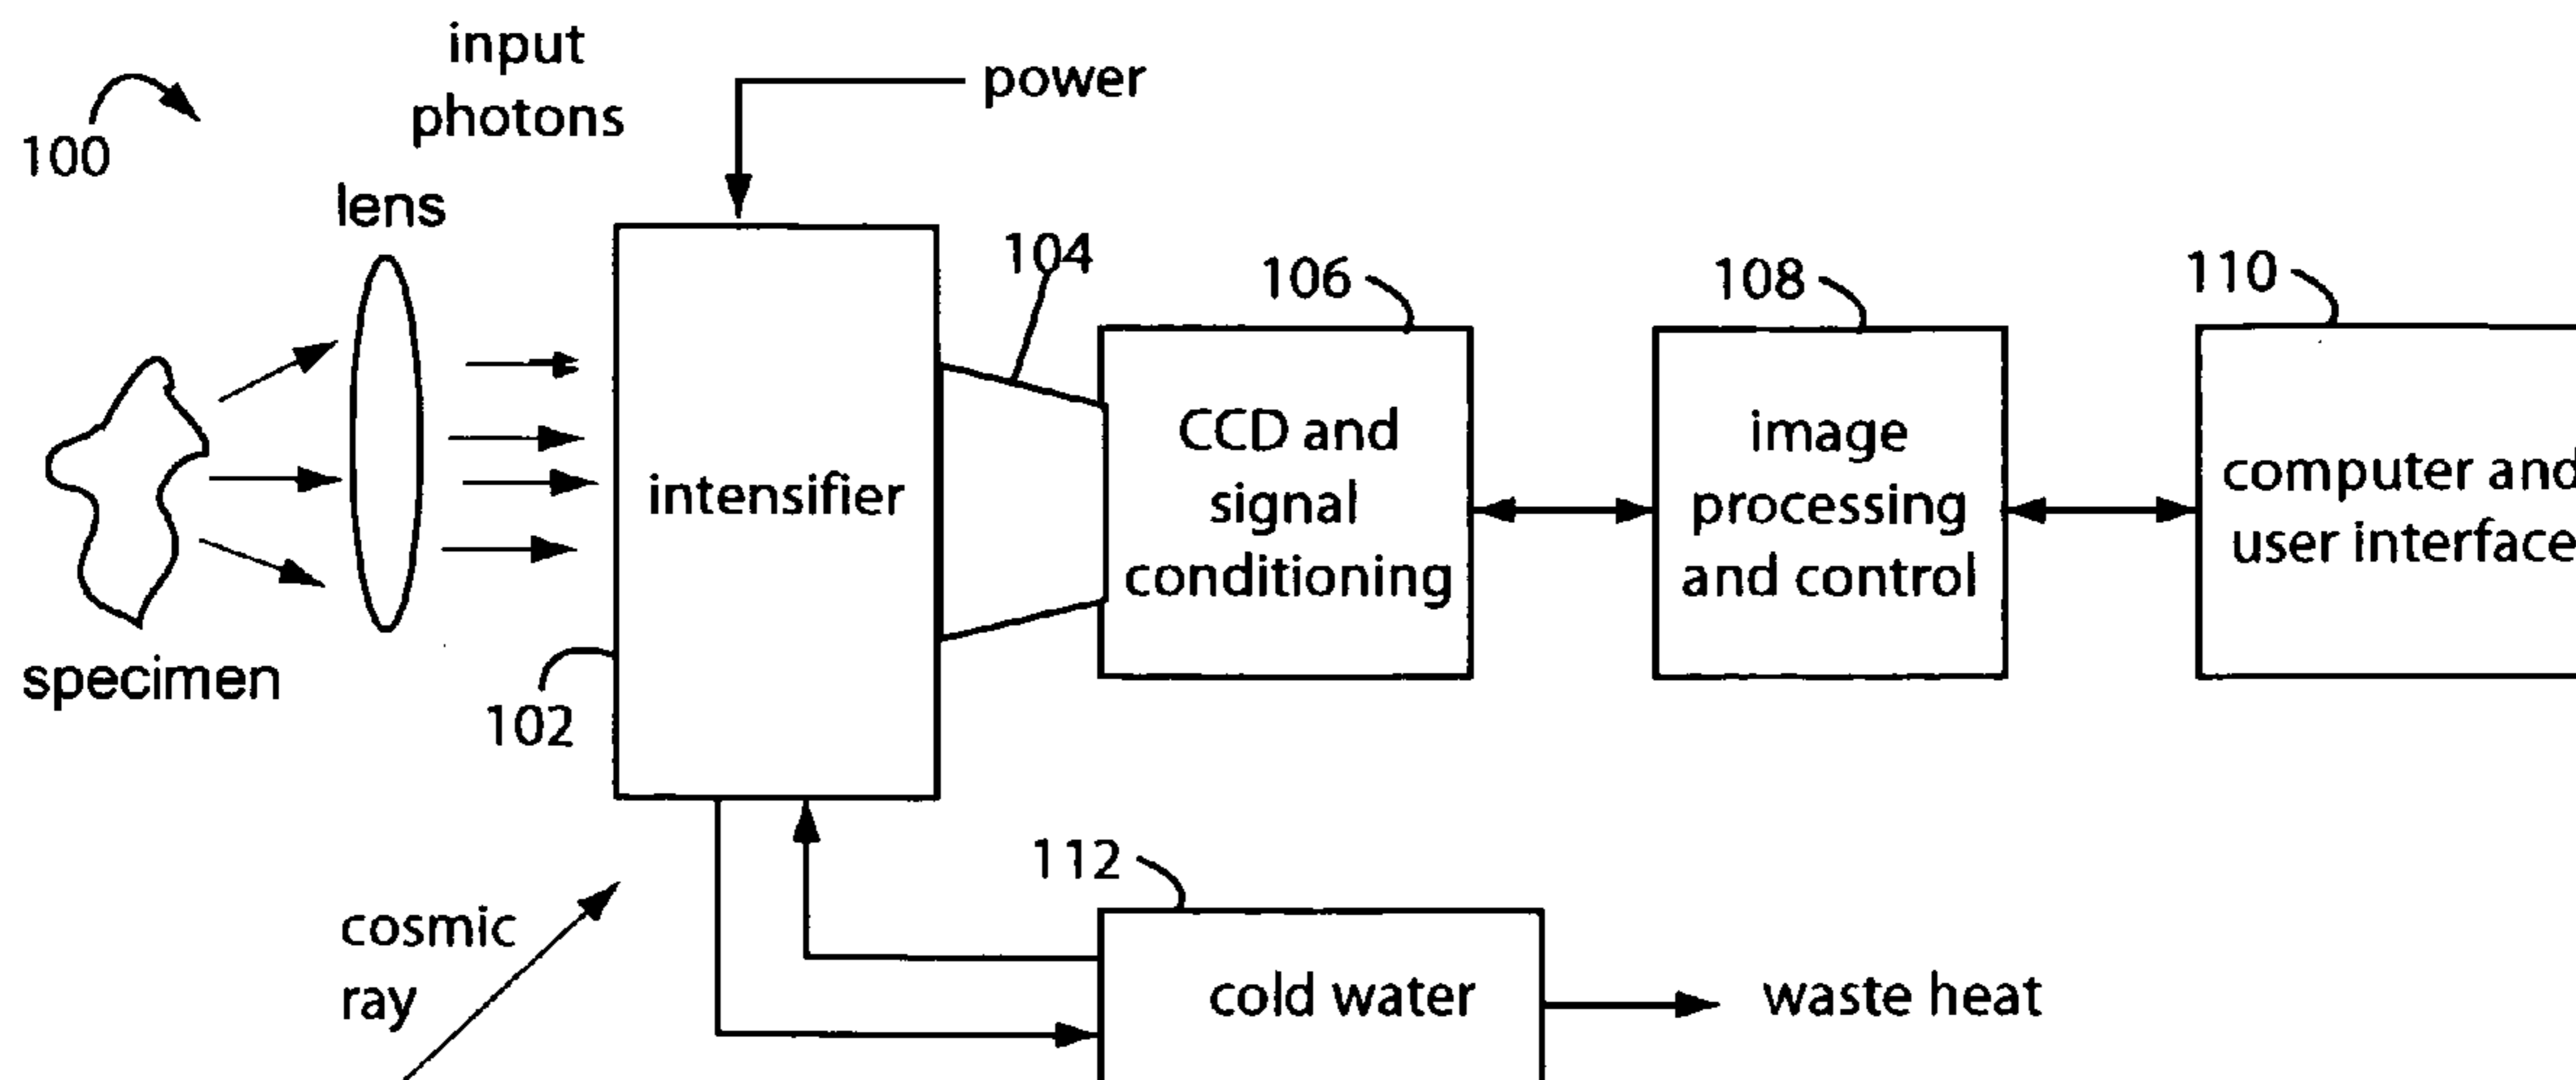 input
photons
power
100
lens
104
106
108
110
CCD and
signal
conditioning
image
processing
and control
computer and
user interface
intensifier
specimen
102
112
cosmic
ray
cold water
waste heat